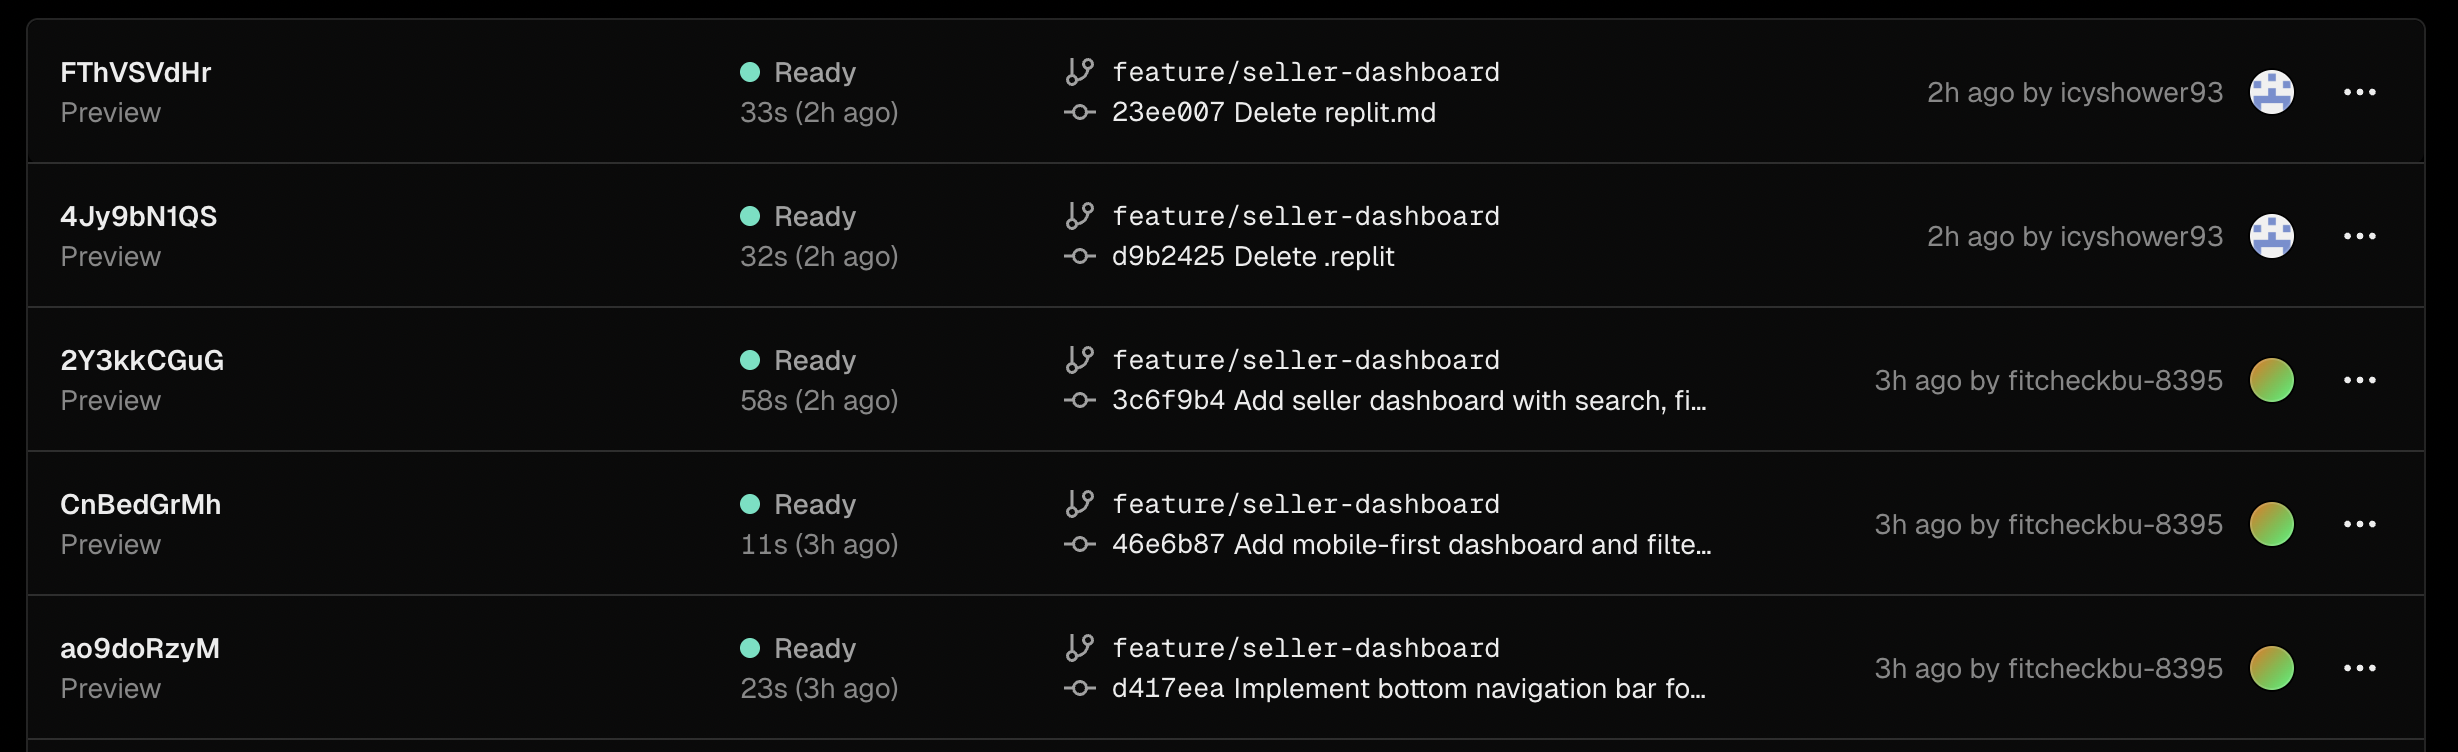 FThVSVdHr
Preview
Ready
33s (2h ago)
feature/seller-dashboard
23ee007 Delete replit.md
2h ago by icyshower93
4Jy9bN1QS
Preview
Ready
32s (2h ago)
feature/seller-dashboard
d9b2425 Delete .replit
2h ago by icyshower93
2Y3kkCGuG
Preview
Ready
58s (2h ago)
feature/seller-dashboard
3c6f9b4 Add seller dashboard with search, fi…
3h ago by fitcheckbu-8395
CnBedGrMh
Preview
Ready
11s (3h ago)
feature/seller-dashboard
46e6b87 Add mobile-first dashboard and filte…
3h ago by fitcheckbu-8395
ao9doRzyM
Preview
Ready
23s (3h ago)
feature/seller-dashboard
d417eea Implement bottom navigation bar fo…
3h ago by fitcheckbu-8395